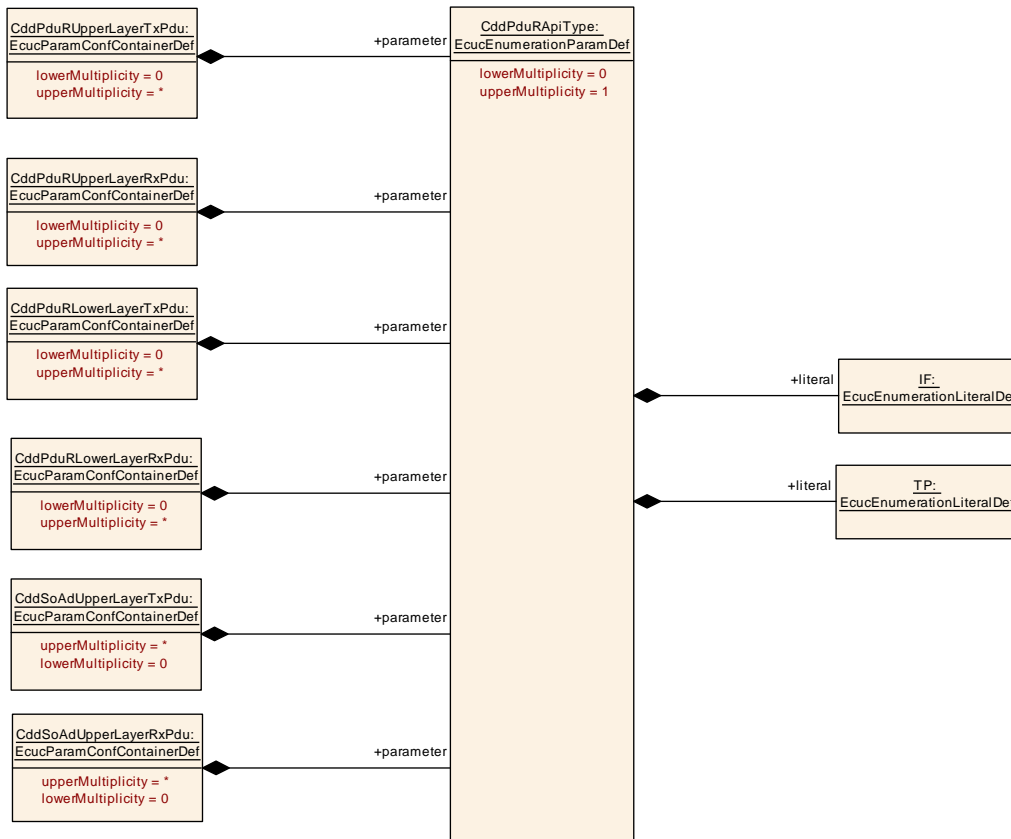 CddPduRUpperLayerTxPdu:
EcucParamConfContainerDef
lowerMultiplicity = 0
upperMultiplicity = *
+parameter
CddPduRApiType:
EcucEnumerationParamDef
lowerMultiplicity = 0
upperMultiplicity = 1
CddPduRUpperLayerRxPdu:
EcucParamConfContainerDef
lowerMultiplicity = 0
upperMultiplicity = *
+parameter
CddPduRLowerLayerTxPdu:
EcucParamConfContainerDef
lowerMultiplicity = 0
upperMultiplicity = *
+parameter
+literal
IF:
EcucEnumerationLiteralDef
CddPduRLowerLayerRxPdu:
EcucParamConfContainerDef
lowerMultiplicity = 0
upperMultiplicity = *
+parameter
+literal
TP:
EcucEnumerationLiteralDef
CddSoAdUpperLayerTxPdu:
EcucParamConfContainerDef
upperMultiplicity = *
lowerMultiplicity = 0
+parameter
CddSoAdUpperLayerRxPdu:
EcucParamConfContainerDef
upperMultiplicity = *
lowerMultiplicity = 0
+parameter